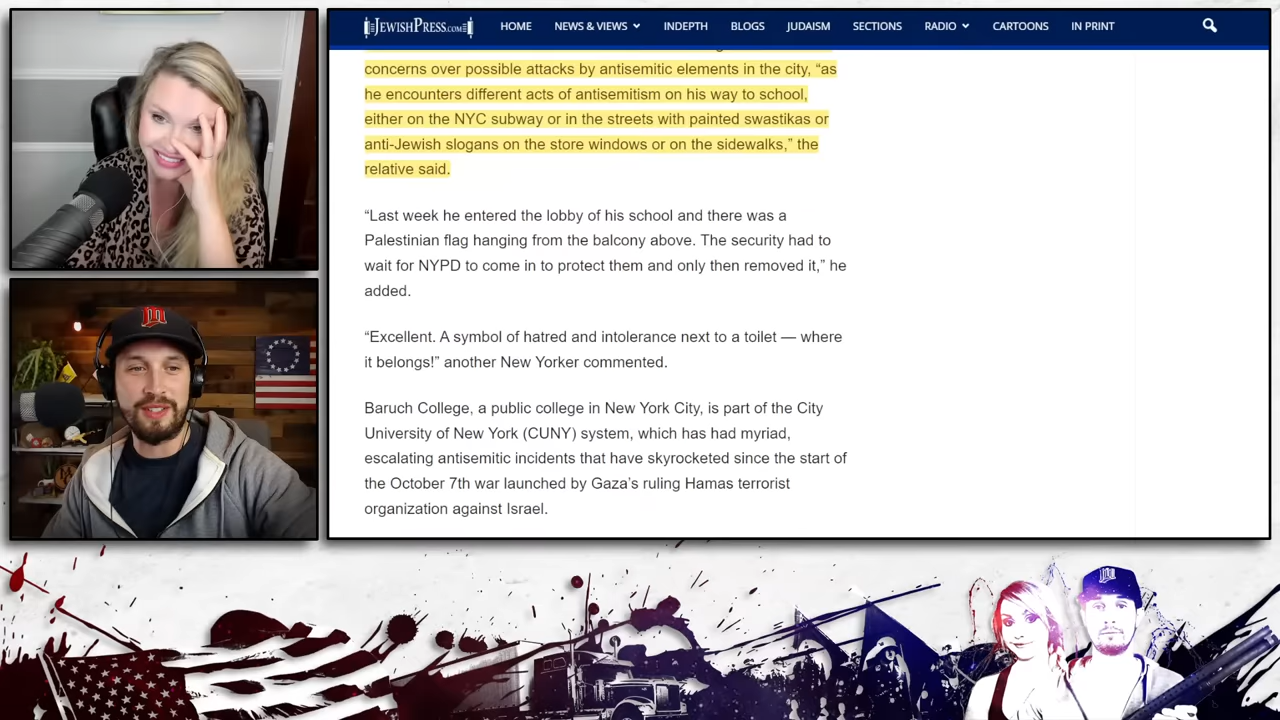 JEWISHPRESS.COM HOME NEWS & VIEWS INDEPTH BLOGS JUDAISM SECTIONS RADIO CARTOONS IN PRINT
concerns over possible attacks by antisemitic elements in the city, “as
he encounters different acts of antisemitism on his way to school,
either on the NYC subway or in the streets with painted swastikas or
anti-Jewish slogans on the store windows or on the sidewalks,” the
relative said.
“Last week he entered the lobby of his school and there was a
Palestinian flag hanging from the balcony above. The security had to
wait for NYPD to come in to protect them and only then removed it,” he
added.
“Excellent. A symbol of hatred and intolerance next to a toilet — where
it belongs!” another New Yorker commented.
Baruch College, a public college in New York City, is part of the City
University of New York (CUNY) system, which has had myriad,
escalating antisemitic incidents that have skyrocketed since the start of
the October 7th war launched by Gaza’s ruling Hamas terrorist
organization against Israel.